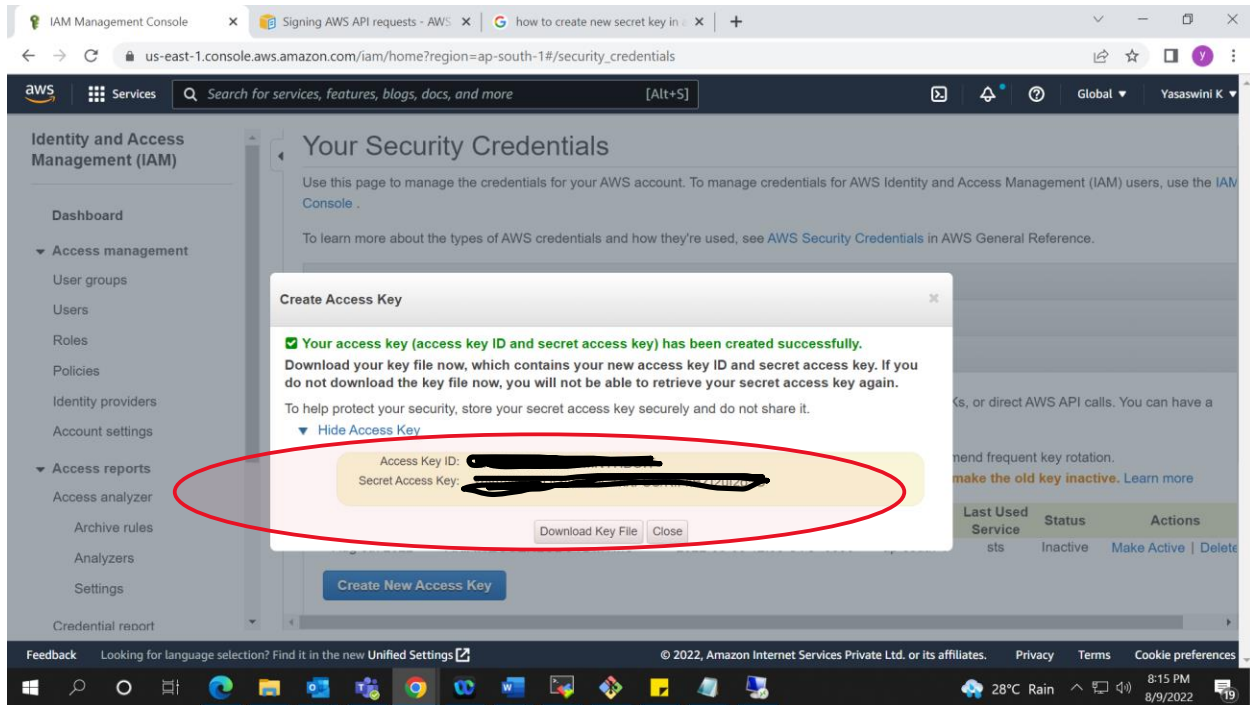 IAM Management Console
Signing AWS API requests - AWS
how to create new secret key in
us-east-1.console.aws.amazon.com/iam/home?region=ap-south-1#/security_credentials
y
aws Services Search for services, features, blogs, docs, and more [Alt+S] Global Yasaswini K
Identity and Access
Management (IAM)
Dashboard
Access management
User groups
Users
Roles
Policies
Identity providers
Account settings
Access reports
Access analyzer
Archive rules
Analyzers
Settings
Credential report
Your Security Credentials
Use this page to manage the credentials for your AWS account. To manage credentials for AWS Identity and Access Management (IAM) users, use the IAM
Console .
To learn more about the types of AWS credentials and how they're used, see AWS Security Credentials in AWS General Reference.
Create Access Key
Your access key (access key ID and secret access key) has been created successfully.
Download your key file now, which contains your new access key ID and secret access key. If you
do not download the key file now, you will not be able to retrieve your secret access key again.
To help protect your security, store your secret access key securely and do not share it.
Hide Access Key
Access Key ID:
Secret Access Key:
Download Key File Close
or direct AWS API calls. You can have a
frequent key rotation.
make the old key inactive. Learn more
Last Used
Service Status Actions
sts Inactive Make Active | Delete
Create New Access Key
Feedback Looking for language selection? Find it in the new Unified Settings © 2022, Amazon Internet Services Private Ltd. or its affiliates. Privacy Terms Cookie preferences
28°C Rain
8:15 PM
8/9/2022
19